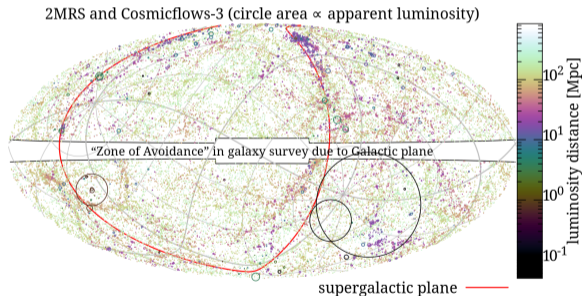 2MRS and Cosmicflows-3 (circle area ∝ apparent luminosity)
"Zone of Avoidance" in galaxy survey due to Galactic plane
10²
10¹
10⁰
10⁻¹
luminosity distance [Mpc]
supergalactic plane